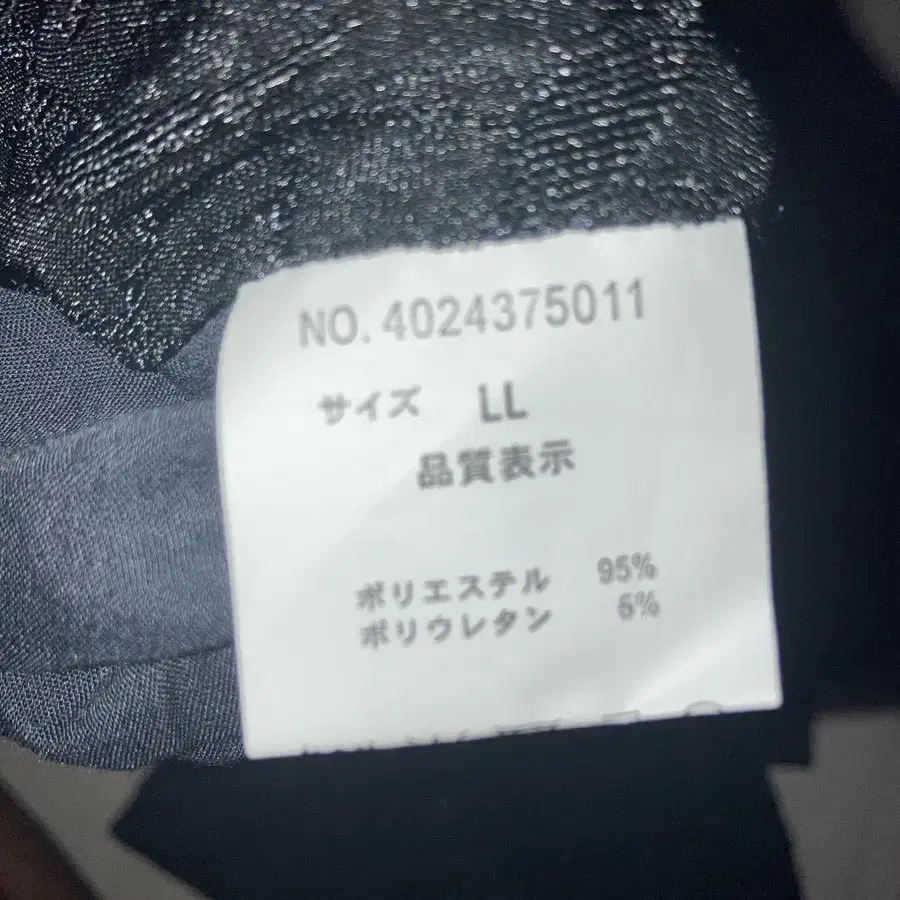 NO.4024375011
サイズ LL
品質表示
ポリエステル 95%
ポリウレタン 5%